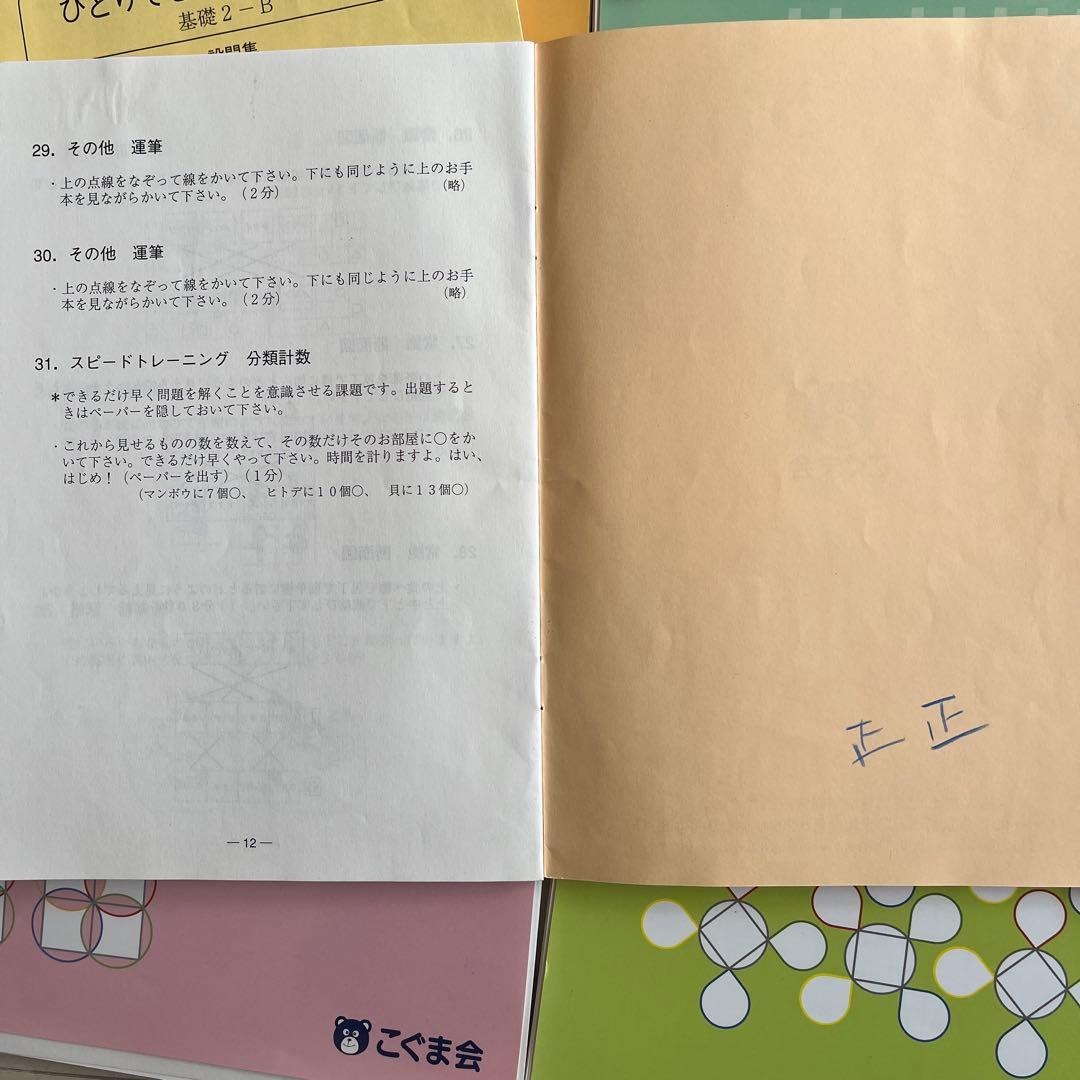 ひとりで
基礎２－Ｂ
設問集
29．その他　運筆
・上の点線をなぞって線をかいて下さい。下にも同じように上のお手
本を見ながらかいて下さい。（２分）　（略）
30．その他　運筆
・上の点線をなぞって線をかいて下さい。下にも同じように上のお手
本を見ながらかいて下さい。（２分）　（略）
31．スピードトレーニング　分類計数
＊できるだけ早く問題を解くことを意識させる課題です。出題すると
きはペーパーを隠しておいて下さい。
・これから見せるものの数を数えて、その数だけそのお部屋に○をか
いて下さい。できるだけ早くやって下さい。時間を計りますよ。はい、
はじめ！（ペーパーを出す）（１分）
（マンボウに７個○、　ヒトデに１０個○、　貝に１３個○）
― 12 ―
正 正
こぐま会